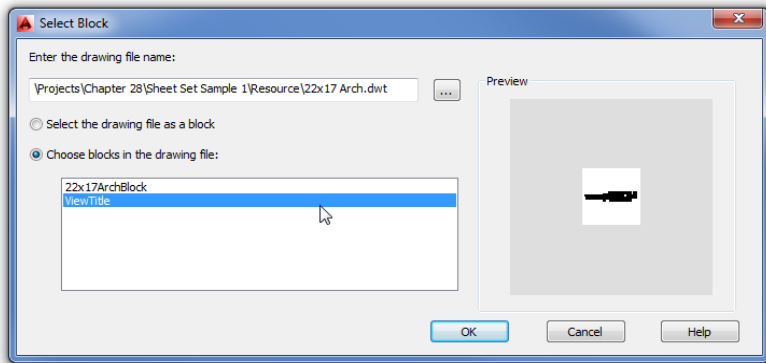 Select Block
Enter the drawing file name:
\Projects\Chapter 28\Sheet Set Sample 1\Resource\22x17 Arch.dwt
...
Preview
Select the drawing file as a block
Choose blocks in the drawing file:
22x17ArchBlock
ViewTitle
OK
Cancel
Help